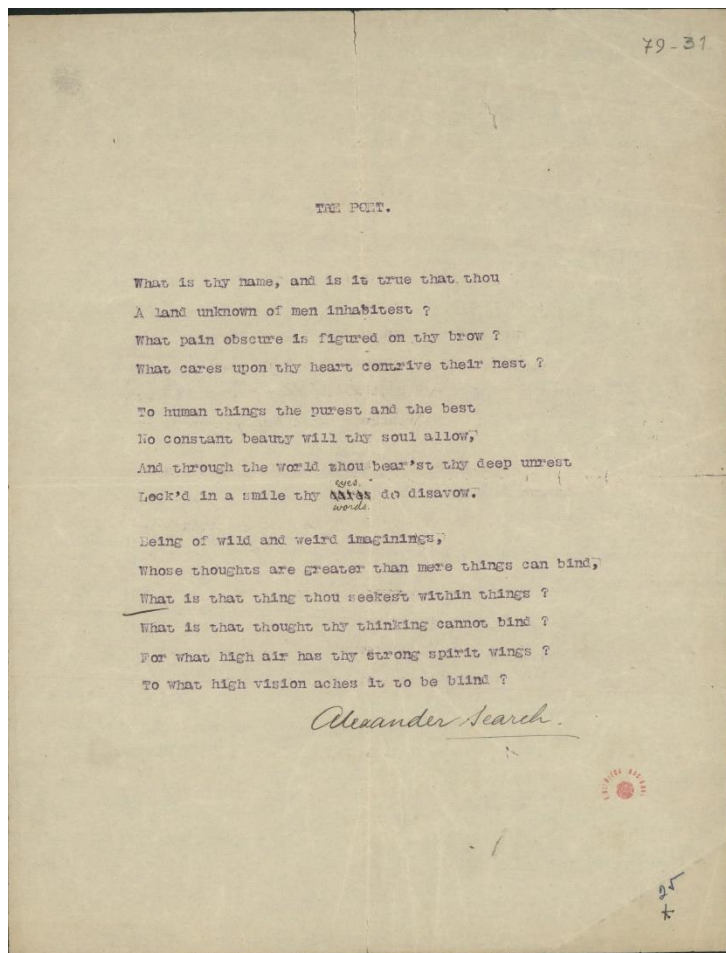 79-31
THE POET.
What is thy name, and is it true that thou
A land unknown of men inhabitest ?
What pain obscure is figured on thy brow ?
What cares upon thy heart contrive their nest ?
To human things the purest and the best
No constant beauty will thy soul allow,
And through the world thou bear'st thy deep unrest
eyes.
Lock'd in a smile thy do disavow.
words.
Being of wild and weird imaginings,
Whose thoughts are greater than mere things can bind,
What is that thing thou seekest within things ?
What is that thought thy thinking cannot bind ?
For what high air has thy strong spirit wings ?
To what high vision aches it to be blind ?
Alexander Search.
25